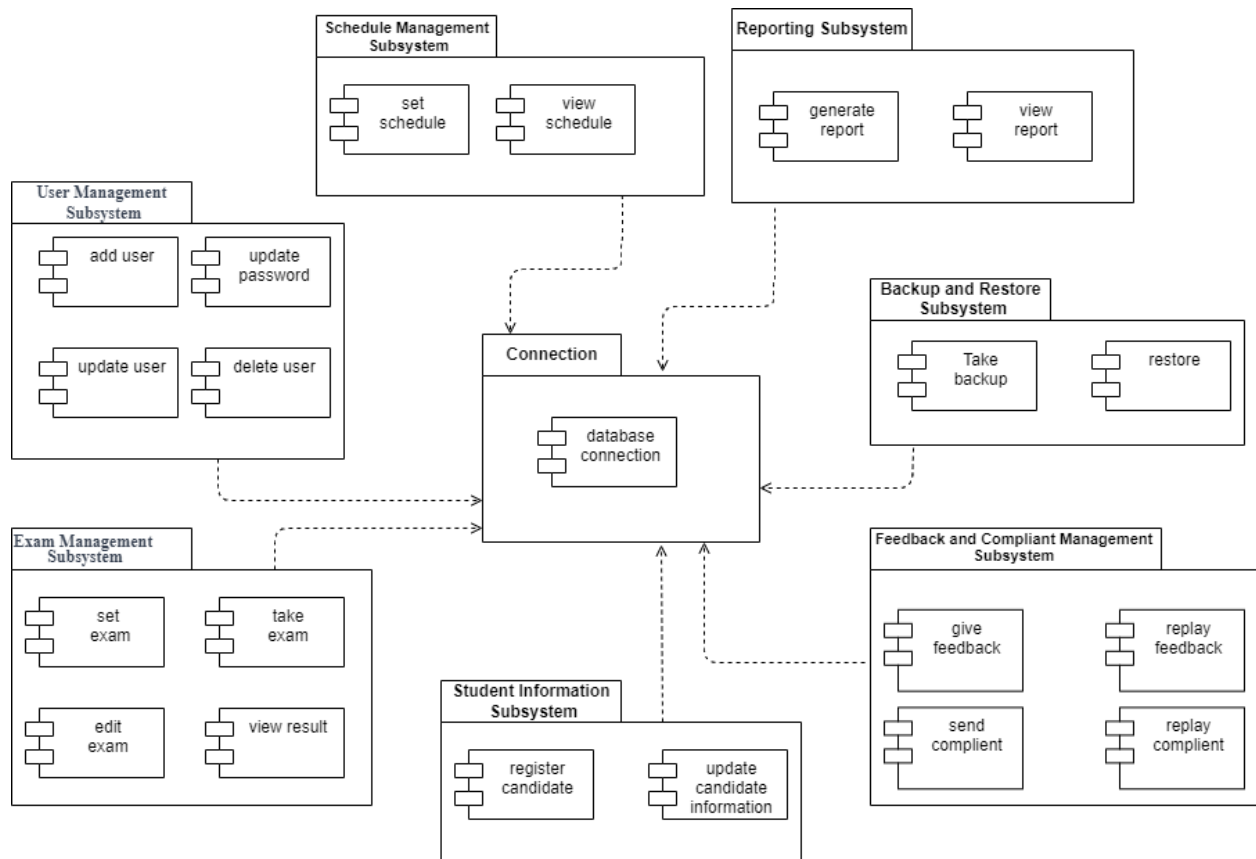 Schedule Management
Subsystem
set
schedule
view
schedule
Reporting Subsystem
generate
report
view
report
User Management
Subsystem
add user
update
password
update user
delete user
Connection
database
connection
Backup and Restore
Subsystem
Take
backup
restore
Exam Management
Subsystem
set
exam
take
exam
edit
exam
view result
Student Information
Subsystem
register
candidate
update
candidate
information
Feedback and Compliant Management
Subsystem
give
feedback
replay
feedback
send
complient
replay
complient